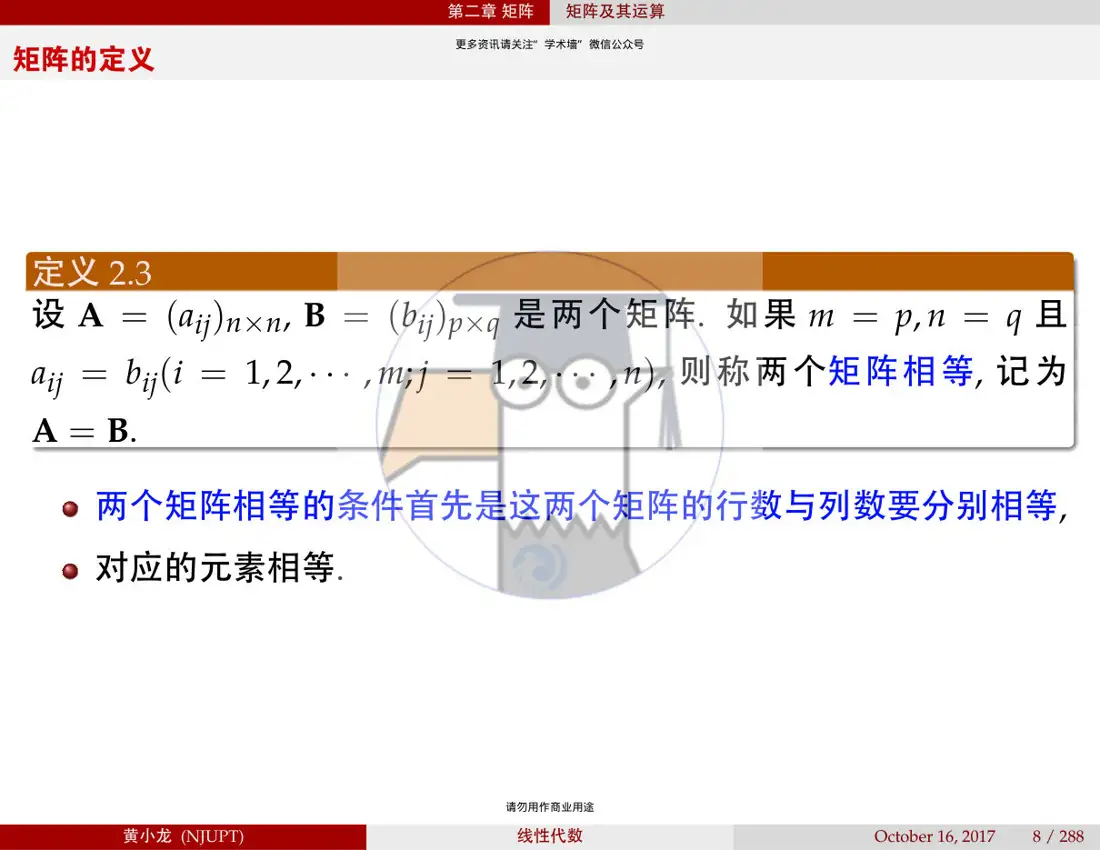 第二章 矩阵 矩阵及其运算
更多资讯请关注“学术墙”微信公众号
矩阵的定义
定义 2.3
设 A = (aij)n×n, B = (bij)p×q 是两个矩阵. 如果 m = p, n = q 且
aij = bij(i = 1, 2, · · · , m; j = 1, 2, · · · , n), 则称两个矩阵相等, 记为
A = B.
两个矩阵相等的条件首先是这两个矩阵的行数与列数要分别相等,
对应的元素相等.
请勿用作商业用途
黄小龙 (NJUPT) 线性代数 October 16, 2017 8 / 288